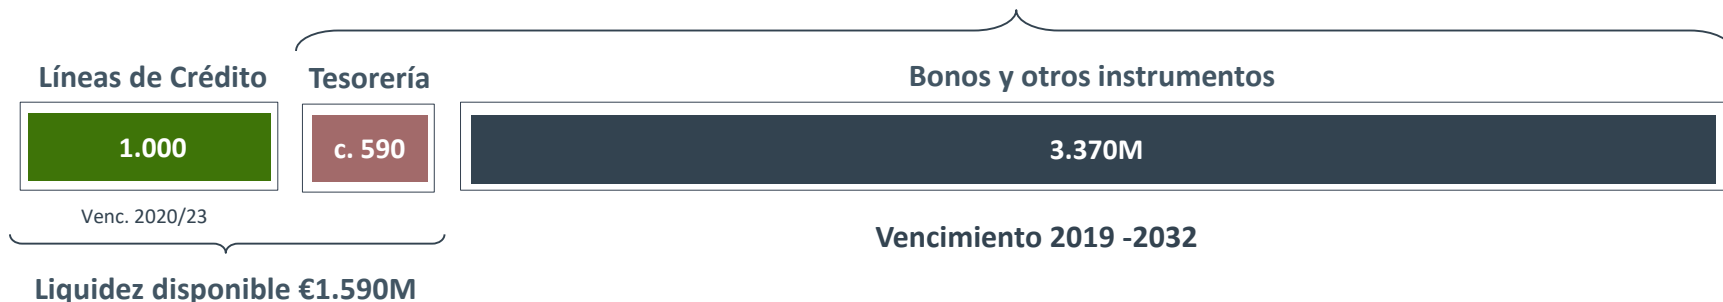 Líneas de Crédito
Tesorería
Bonos y otros instrumentos
1.000
c. 590
3.370M
Venc. 2020/23
Vencimiento 2019 -2032
Liquidez disponible €1.590M